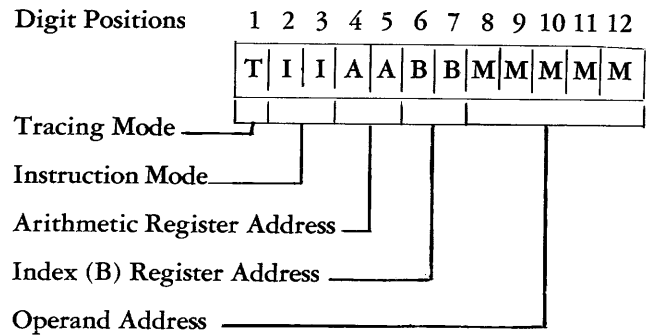 Digit Positions 1 2 3 4 5 6 7 8 9 10 11 12
T I I A A B B M M M M M
Tracing Mode
Instruction Mode
Arithmetic Register Address
Index (B) Register Address
Operand Address